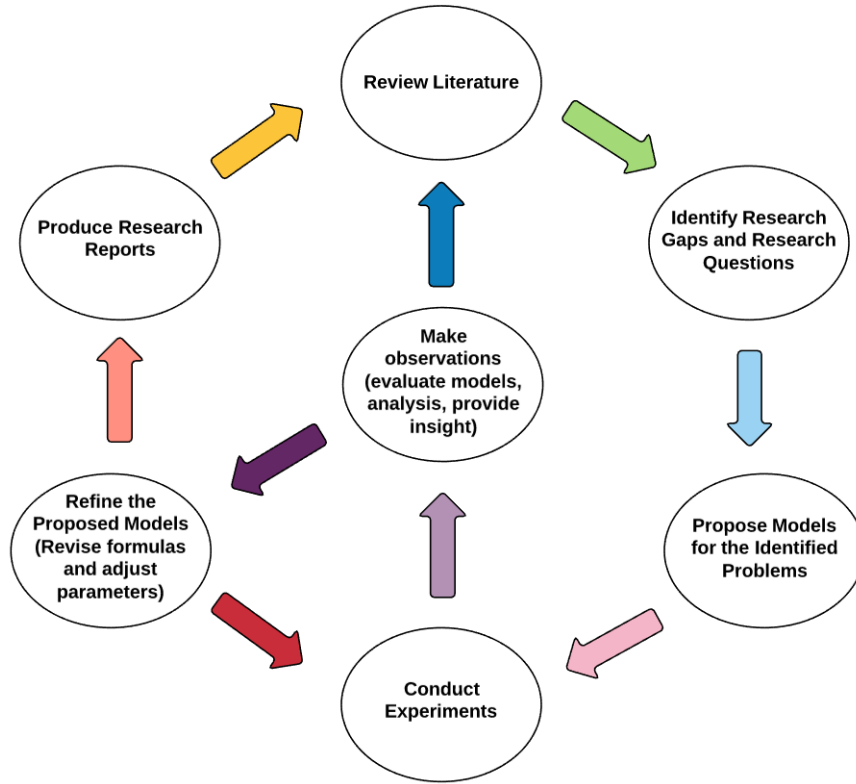 Review Literature
Produce Research
Reports
Identify Research
Gaps and Research
Questions
Make
observations
(evaluate models,
analysis, provide
insight)
Refine the
Proposed Models
(Revise formulas
and adjust
parameters)
Propose Models
for the Identified
Problems
Conduct
Experiments